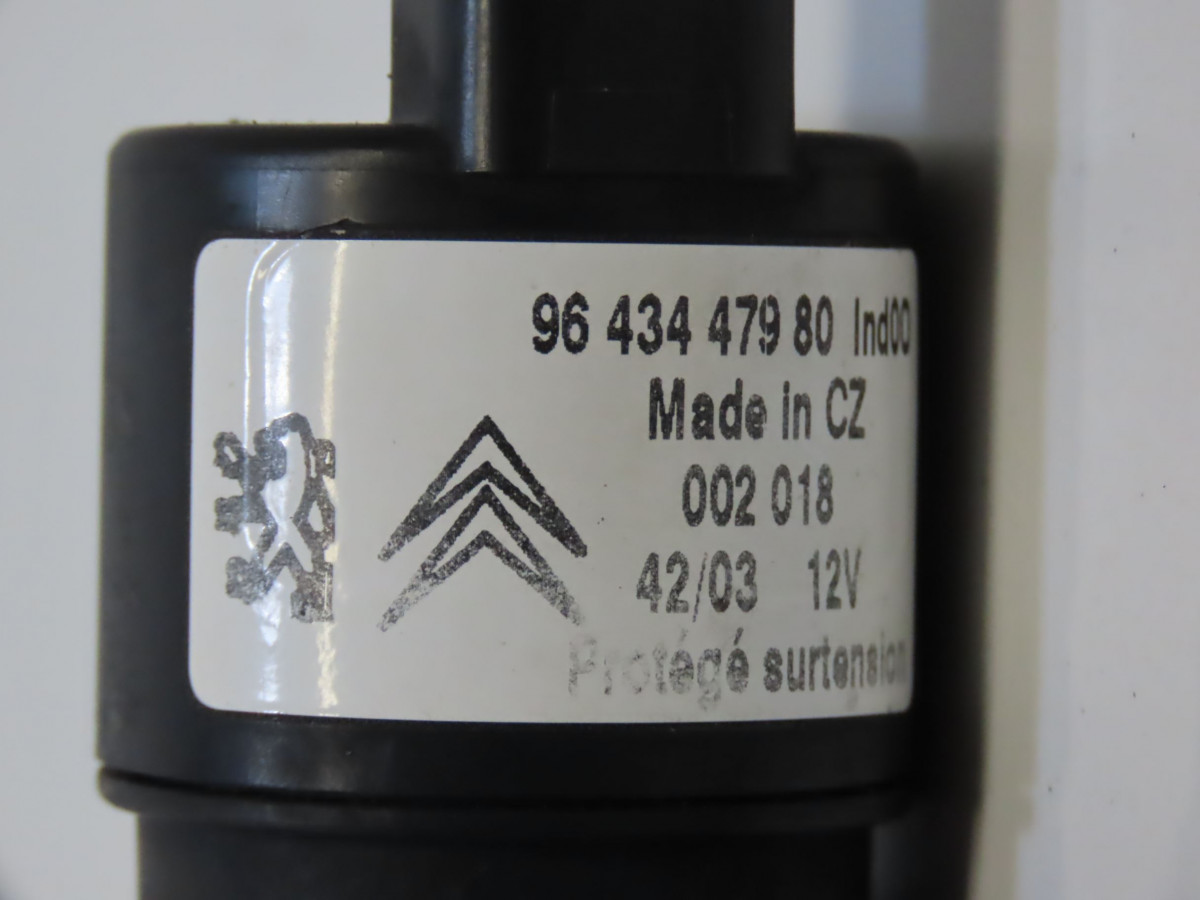 96 434 479 80 Ind00
Made in CZ
002 018
42/03 12V
Protégé surtension